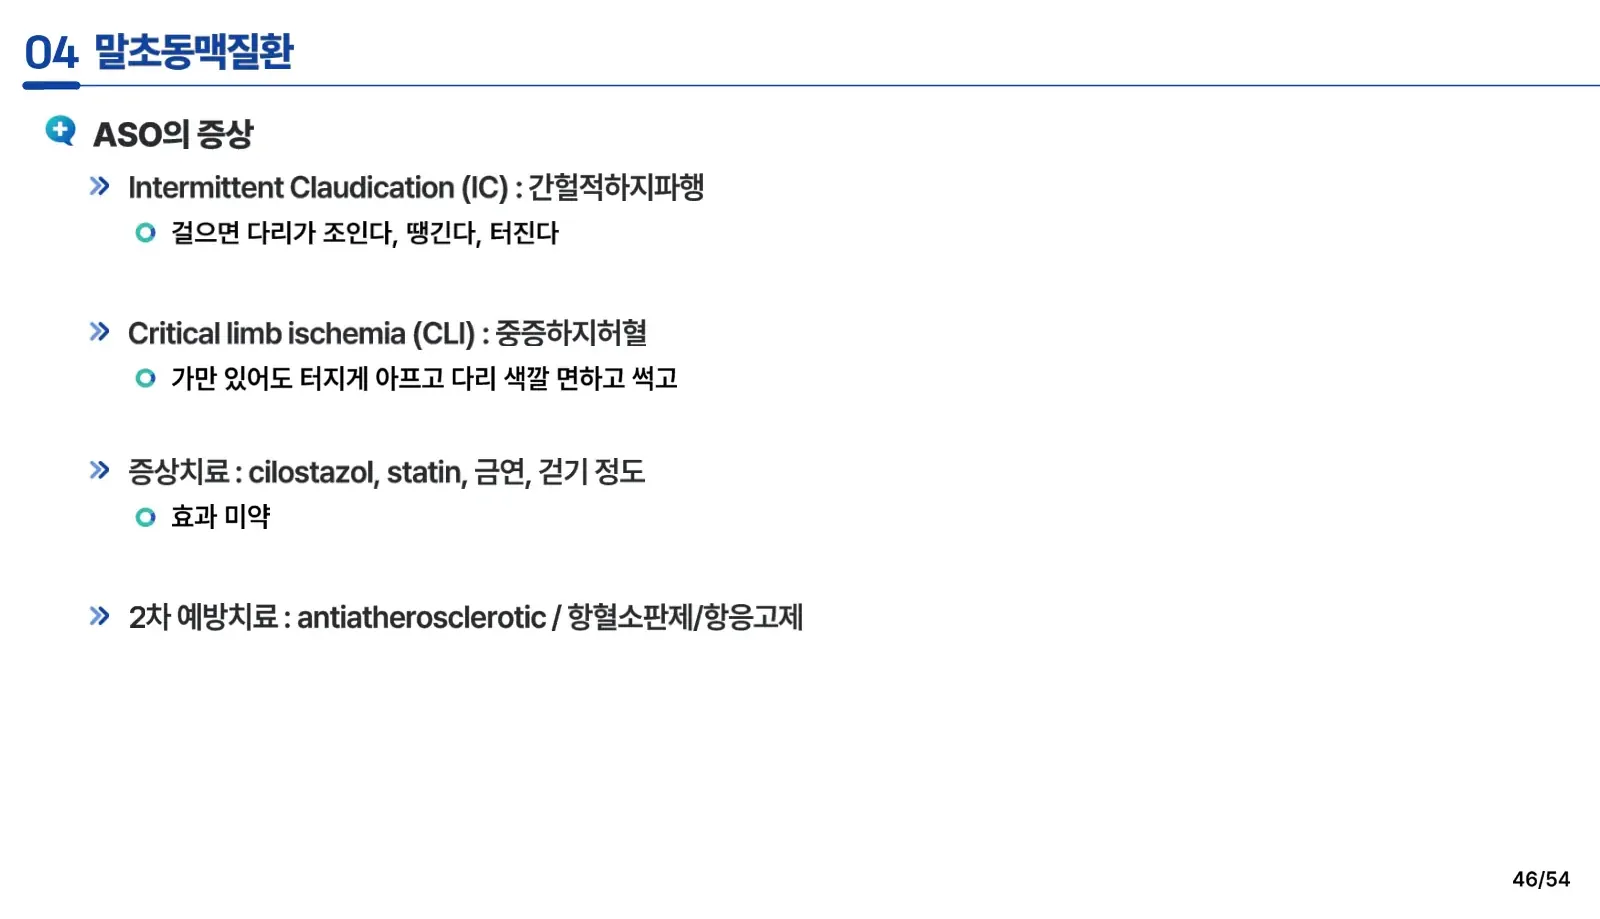 04 말초동맥질환
ASO의 증상
Intermittent Claudication (IC) : 간헐적하지파행
걸으면 다리가 조인다, 땡긴다, 터진다
Critical limb ischemia (CLI) : 중증하지허혈
가만 있어도 터지게 아프고 다리 색깔 면하고 썩고
증상치료 : cilostazol, statin, 금연, 걷기 정도
효과 미약
2차 예방치료 : antiatherosclerotic / 항혈소판제/항응고제
46/54